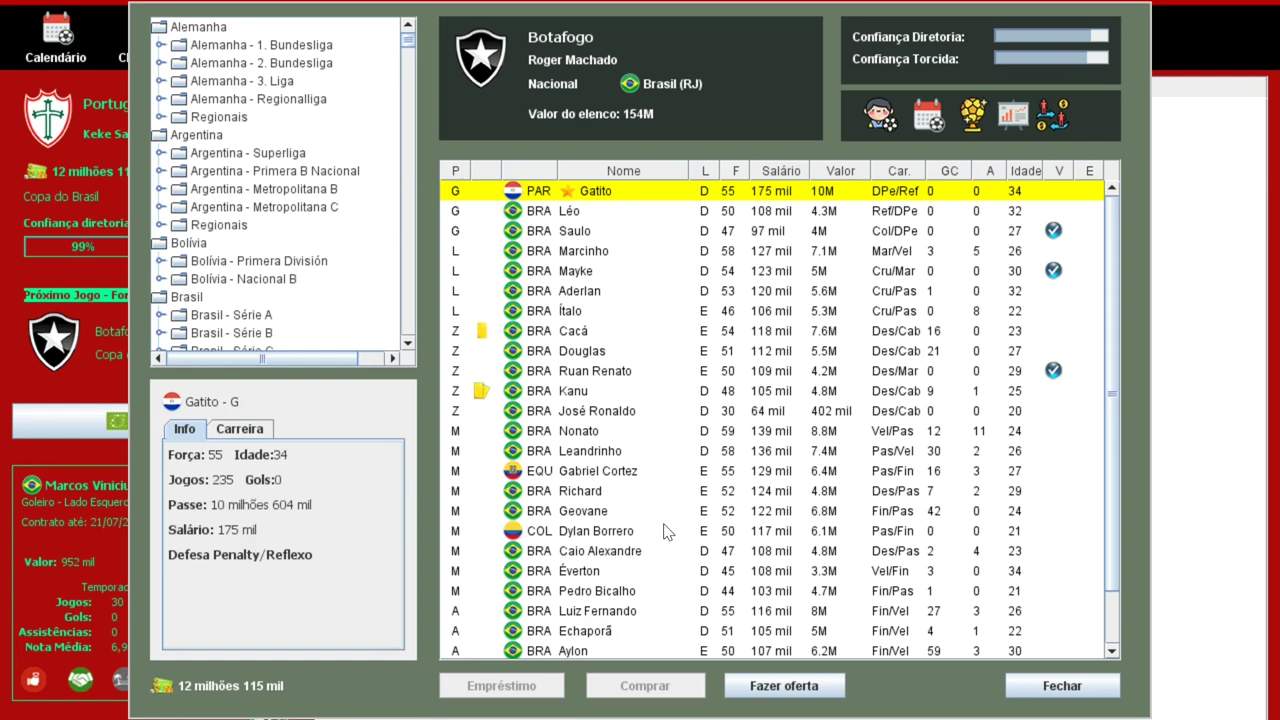 Calendário
Portug
Keke Sa
12 milhões 11
Copa do Brasil
Confiança diretoria
99%
Próximo Jogo - For
Botafo
Copa
Marcos Viniciu
Goleiro - Lado Esquero
Contrato até: 21/07/2
Valor: 952 mil
Temporad
Jogos: 30
Gols: 0
Assistências: 0
Nota Média: 6,9
Alemanha
Alemanha - 1. Bundesliga
Alemanha - 2. Bundesliga
Alemanha - 3. Liga
Alemanha - Regionalliga
Regionais
Argentina
Argentina - Superliga
Argentina - Primera B Nacional
Argentina - Metropolitana B
Argentina - Metropolitana C
Regionais
Bolívia
Bolívia - Primera División
Bolívia - Nacional B
Brasil
Brasil - Série A
Brasil - Série B
Brasil - Série C
Gatito - G
Info Carreira
Força: 55 Idade:34
Jogos: 235 Gols:0
Passe: 10 milhões 604 mil
Salário: 175 mil
Defesa Penalty/Reflexo
12 milhões 115 mil
Botafogo
Roger Machado
Nacional Brasil (RJ)
Valor do elenco: 154M
Confiança Diretoria:
Confiança Torcida:
P Nome L F Salário Valor Car. GC A Idade V E
G PAR Gatito D 55 175 mil 10M DPe/Ref 0 0 34
G BRA Léo D 50 108 mil 4.3M Ref/DPe 0 0 32
G BRA Saulo D 47 97 mil 4M Col/DPe 0 0 27
L BRA Marcinho D 58 127 mil 7.1M Mar/Vel 3 5 26
L BRA Mayke D 54 123 mil 5M Cru/Mar 0 0 30
L BRA Aderlan D 53 120 mil 5.6M Cru/Pas 1 0 32
L BRA Ítalo E 46 106 mil 5.3M Cru/Pas 0 8 22
Z BRA Cacá E 54 118 mil 7.6M Des/Cab 16 0 23
Z BRA Douglas E 51 112 mil 5.5M Des/Cab 21 0 27
Z BRA Ruan Renato E 50 109 mil 4.2M Des/Mar 0 0 29
Z BRA Kanu D 48 105 mil 4.8M Des/Cab 9 1 25
Z BRA José Ronaldo D 30 64 mil 402 mil Des/Cab 0 0 20
M BRA Nonato D 59 139 mil 8.8M Vel/Pas 12 11 24
M BRA Leandrinho D 58 136 mil 7.4M Pas/Vel 30 2 26
M EQU Gabriel Cortez E 55 129 mil 6.4M Pas/Fin 16 3 27
M BRA Richard E 52 124 mil 4.8M Des/Pas 7 2 29
M BRA Geovane E 52 122 mil 6.8M Fin/Pas 42 0 24
M COL Dylan Borrero E 50 117 mil 6.1M Pas/Fin 0 0 21
M BRA Caio Alexandre D 47 108 mil 4.8M Des/Pas 2 4 23
M BRA Éverton D 45 108 mil 3.3M Vel/Fin 3 0 34
M BRA Pedro Bicalho D 44 103 mil 4.7M Fin/Pas 1 0 21
A BRA Luiz Fernando D 55 116 mil 8M Fin/Vel 27 3 26
A BRA Echaporã D 51 105 mil 5M Fin/Vel 4 1 22
A BRA Aylon E 50 107 mil 6.2M Fin/Vel 59 3 30
Empréstimo Comprar Fazer oferta Fechar